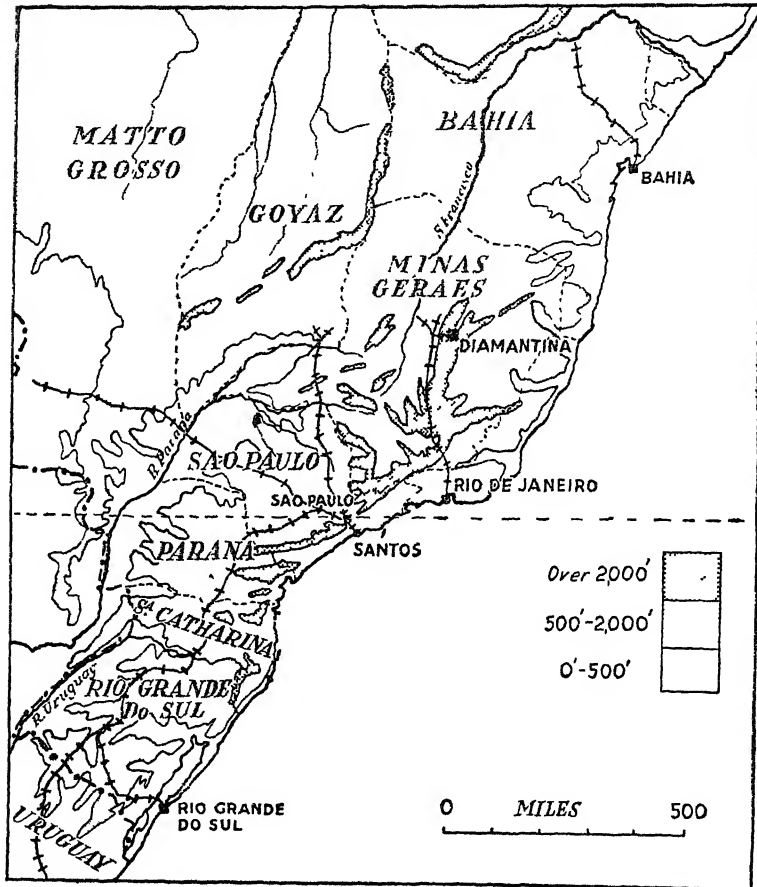 MATTO
GROSSO
GOYAZ
BAHIA
BAHIA
S. Francisco
MINAS
GERAES
DIAMANTINA
R. Parana
SAO PAULO
SAO PAULO
RIO DE JANEIRO
SANTOS
PARANA
Sᴬ CATHARINA
R. Uruguay
RIO GRANDE
DO SUL
RIO GRANDE
DO SUL
URUGUAY
Over 2,000'
500'-2,000'
0'-500'
0 MILES 500